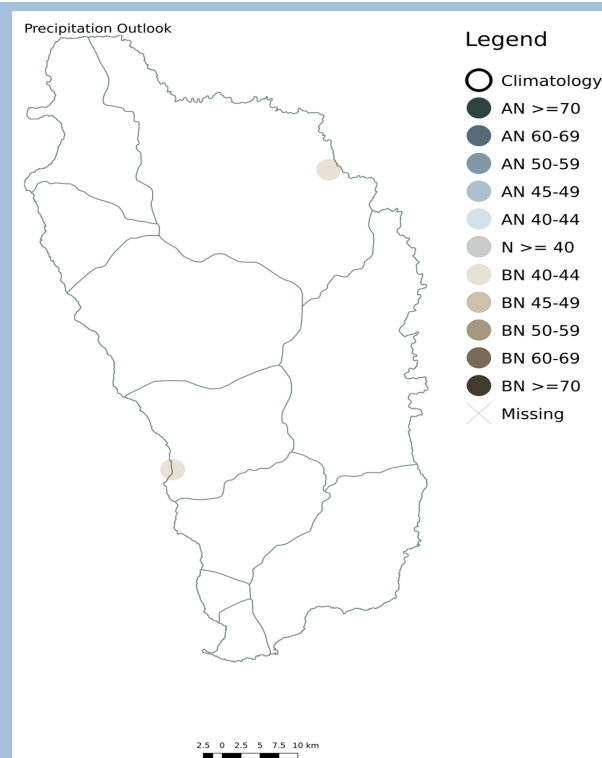 Precipitation Outlook
Legend
Climatology
AN >=70
AN 60-69
AN 50-59
AN 45-49
AN 40-44
N >= 40
BN 40-44
BN 45-49
BN 50-59
BN 60-69
BN >=70
Missing
2.5 0 2.5 5 7.5 10 km